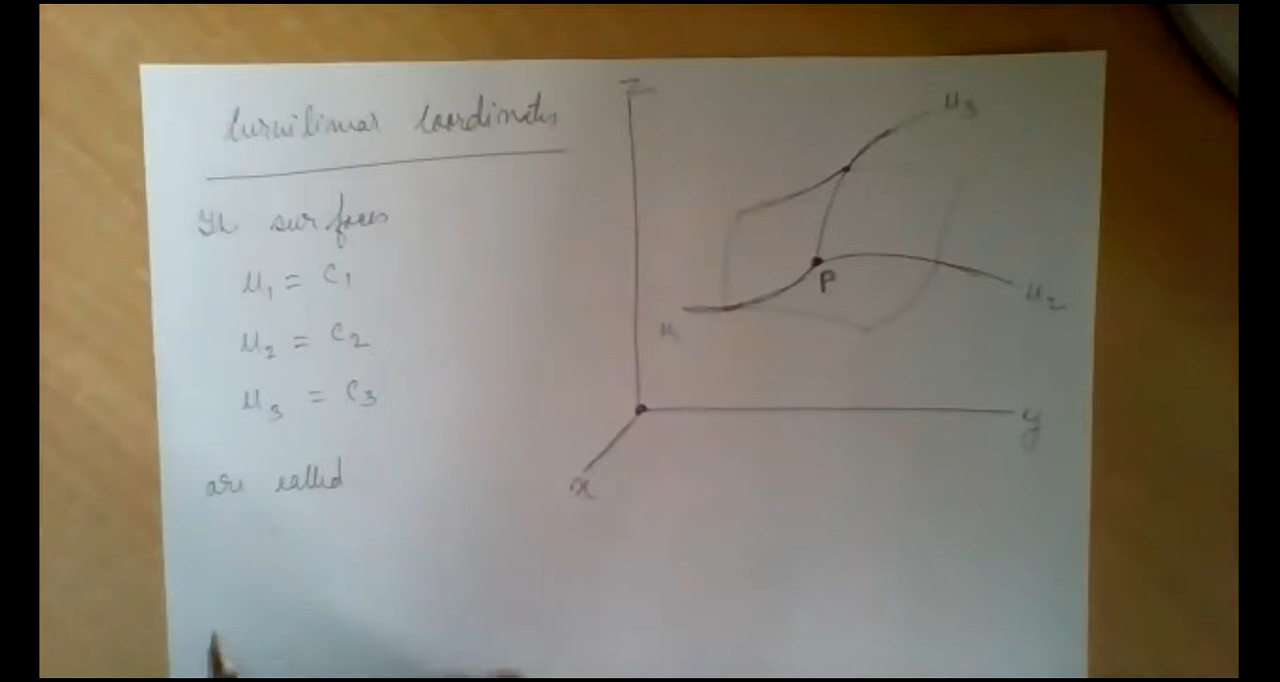 Curvilinear Coordinates
The surfaces
u₁ = c₁
u₂ = c₂
u₃ = c₃
are called
z
u₃
P
u₂
u₁
y
x